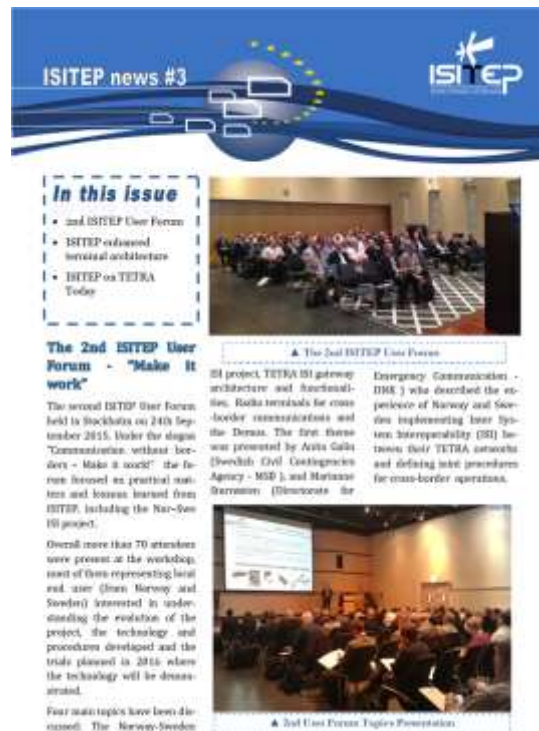 ISITEP news #3
ISITEP
In this issue
• 2nd ISITEP User Forum
• ISITEP enhanced
terminal architecture
• ISITEP on TETRA
Today
The 2nd ISITEP User
Forum - "Make it
work"
The second ISITEP User Forum
held in Stockholm on 24th Sep-
tember 2015. Under the slogan
"Communication without bor-
ders – Make it work!" the fo-
rum focused on practical mat-
ters and lessons learned from
ISITEP, including the Nor-Swe
ISI project.
Overall more than 70 attendees
were present at the workshop,
most of them representing local
end user (from Norway and
Sweden) interested in under-
standing the evolution of the
project, the technology and
procedures developed and the
trials planned in 2016 where
the technology will be demon-
strated.
Four main topics have been dis-
cussed: The Norway-Sweden
▲ The 2nd ISITEP User Forum
ISI project, TETRA ISI gateway
architecture and functionali-
ties, Radio terminals for cross
-border communications and
the Demos. The first theme
was presented by Anita Galin
(Swedish Civil Contingencies
Agency - MSB ), and Marianne
(Directorate for
Emergency Communication -
DNK ) who described the ex-
perience of Norway and Swe-
den implementing Inter Sys-
tem Interoperability (ISI) be-
tween their TETRA networks
and defining joint procedures
for cross-border operations.
▲ 2nd User Forum Topics Presentation